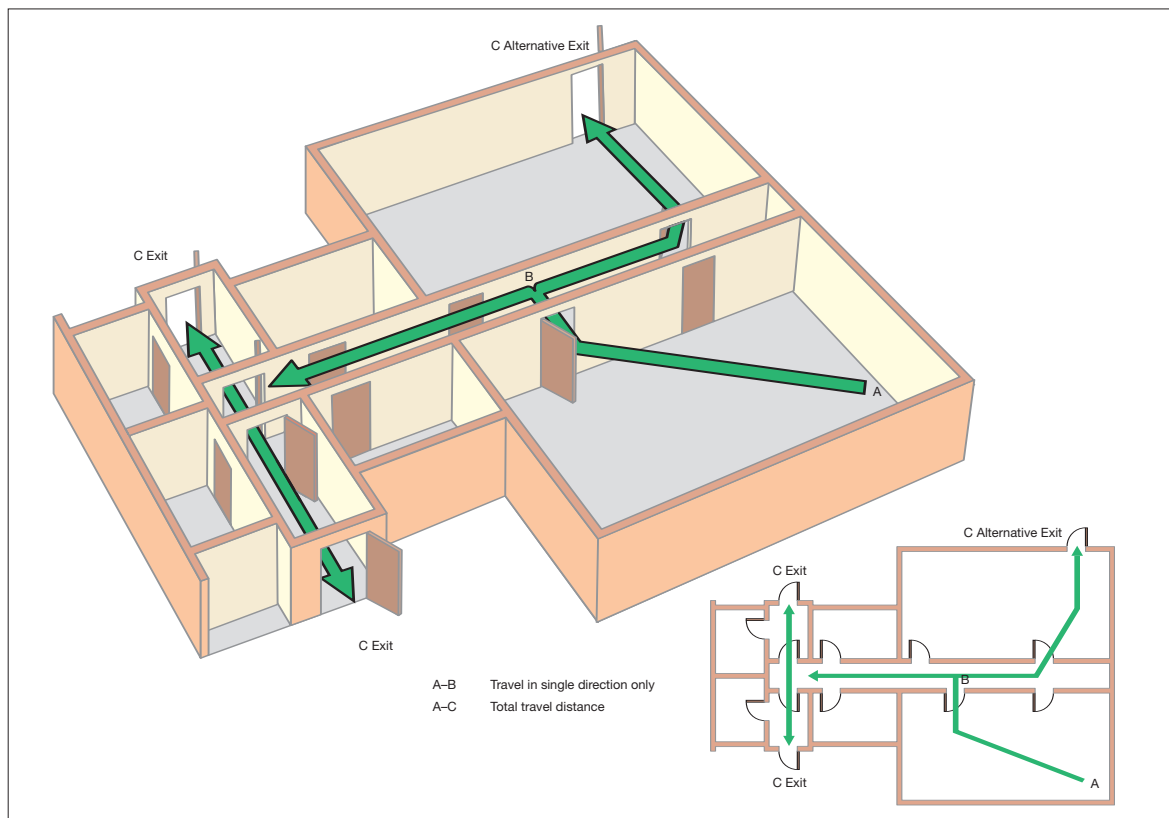 C Alternative Exit
C Exit
B
A
C Exit
A–B Travel in single direction only
A–C Total travel distance
C Alternative Exit
C Exit
B
A
C Exit